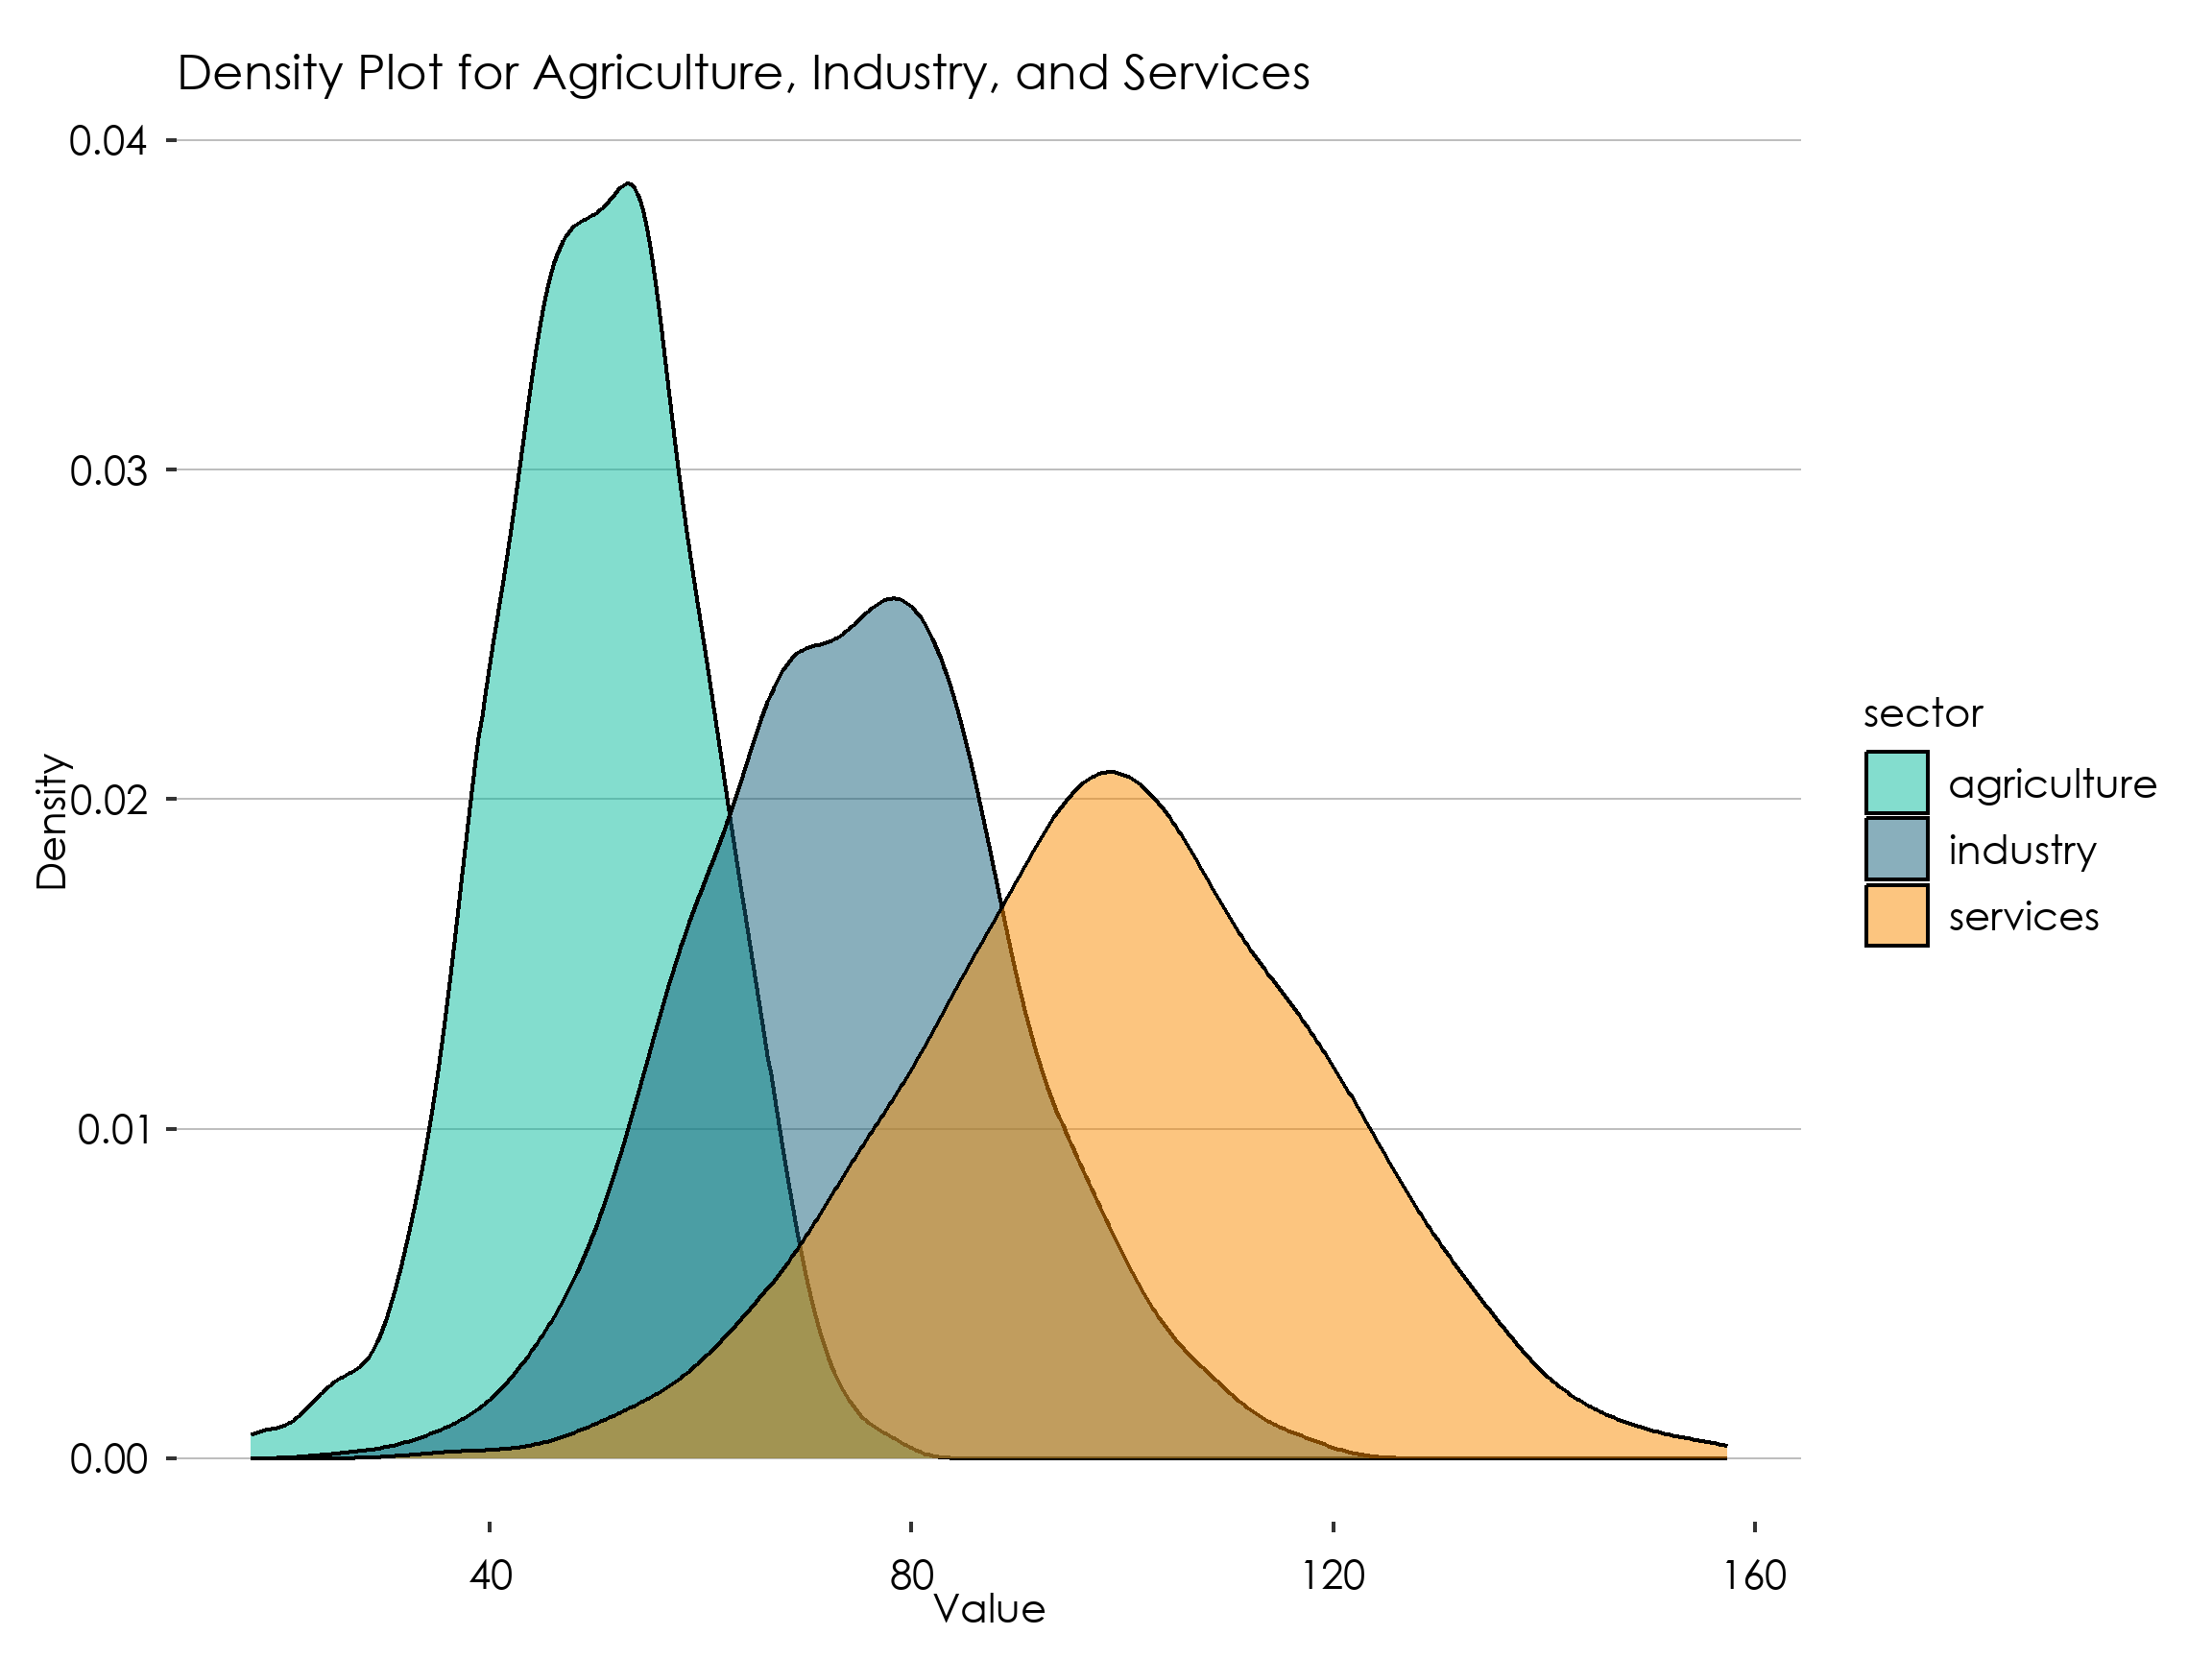 Density Plot for Agriculture, Industry, and Services
0.04
0.03
0.02
0.01
0.00
Density
40
80
120
160
Value
sector
agriculture
industry
services